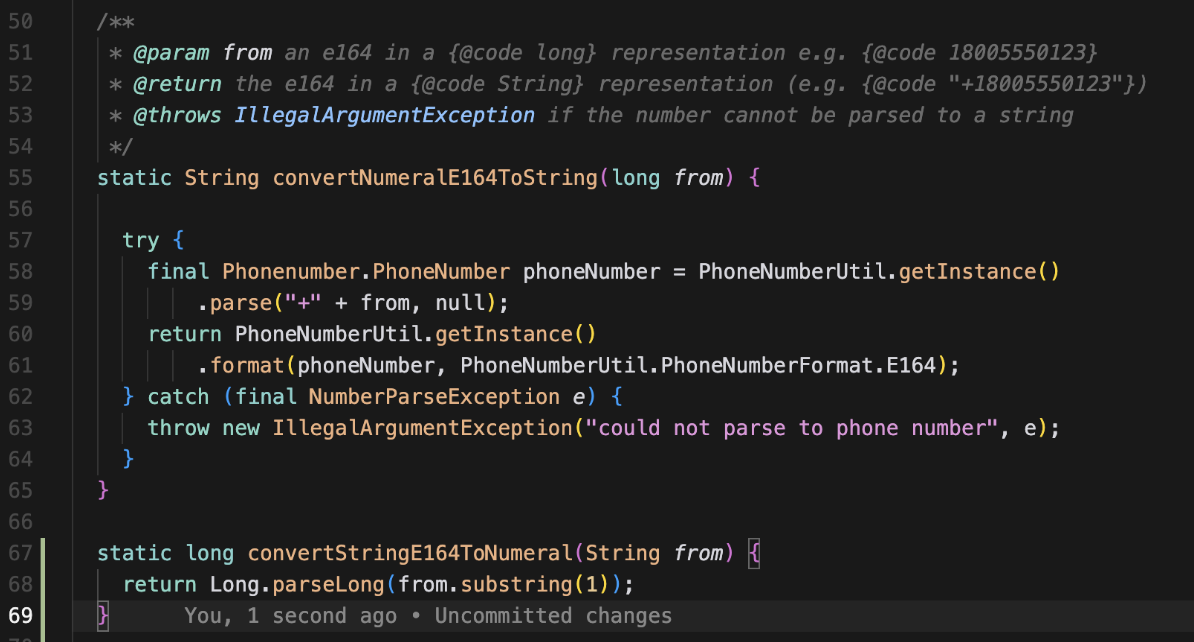 50 /**
51 * @param from an e164 in a {@code long} representation e.g. {@code 18005550123}
52 * @return the e164 in a {@code String} representation (e.g. {@code "+18005550123"})
53 * @throws IllegalArgumentException if the number cannot be parsed to a string
54 */
55 static String convertNumeralE164ToString(long from) {
56
57 try {
58 final Phonenumber.PhoneNumber phoneNumber = PhoneNumberUtil.getInstance()
59 .parse("+" + from, null);
60 return PhoneNumberUtil.getInstance()
61 .format(phoneNumber, PhoneNumberUtil.PhoneNumberFormat.E164);
62 } catch (final NumberParseException e) {
63 throw new IllegalArgumentException("could not parse to phone number", e);
64 }
65 }
66
67 static long convertStringE164ToNumeral(String from) {
68 return Long.parseLong(from.substring(1));
69 } You, 1 second ago • Uncommitted changes